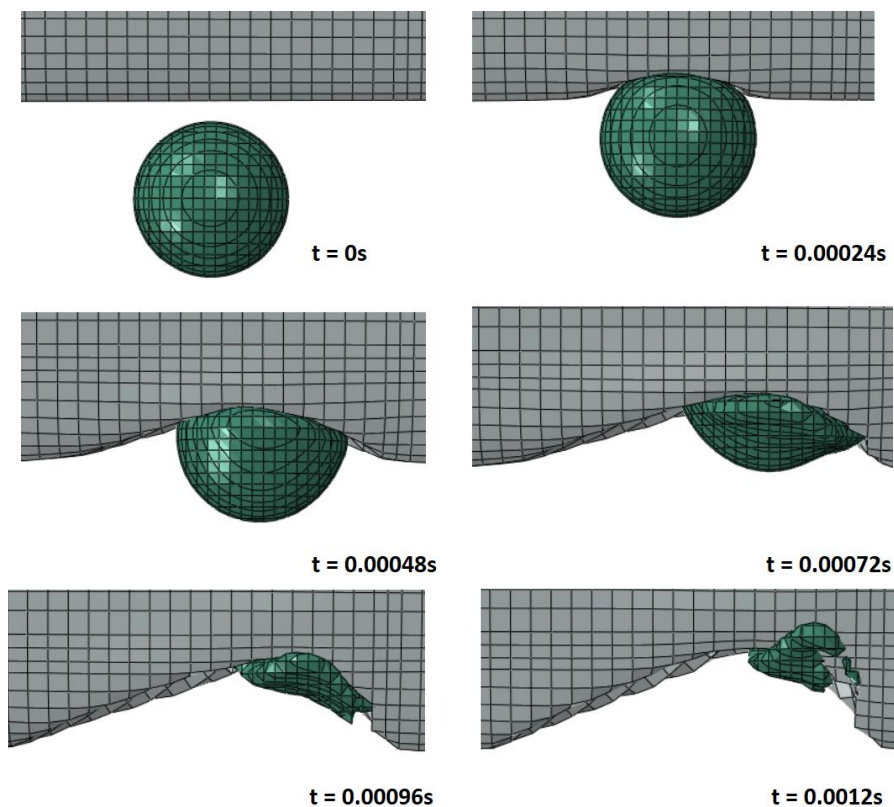 t = 0s
t = 0.00024s
t = 0.00048s
t = 0.00072s
t = 0.00096s
t = 0.0012s